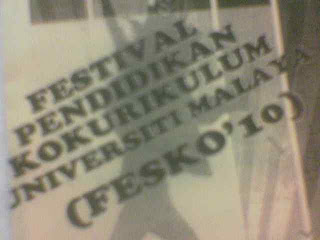 FESTIVAL
PENDIDIKAN
KOKURIKULUM
UNIVERSITI MALAYA
(FESKO'10)